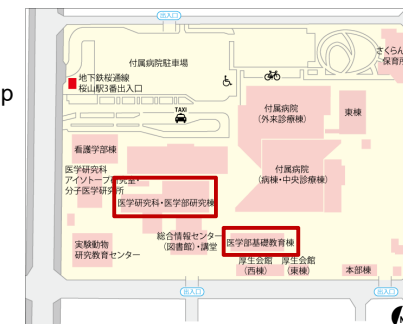 出入口
付属病院駐車場
さくらん
保育所
地下鉄桜通線
桜山駅3番出入口
p
TAXI
付属病院
(外来診療棟)
東棟
看護学部棟
医学研究科
アイソトープ研究室・
分子医学研究所
付属病院
(病棟・中央診療棟)
医学研究科・医学部研究棟
総合情報センター
(図書館)・講堂
医学部基礎教育棟
実験動物
研究教育センター
厚生会館
(西棟)
厚生会館
(東棟)
本部棟
出入口
出入口